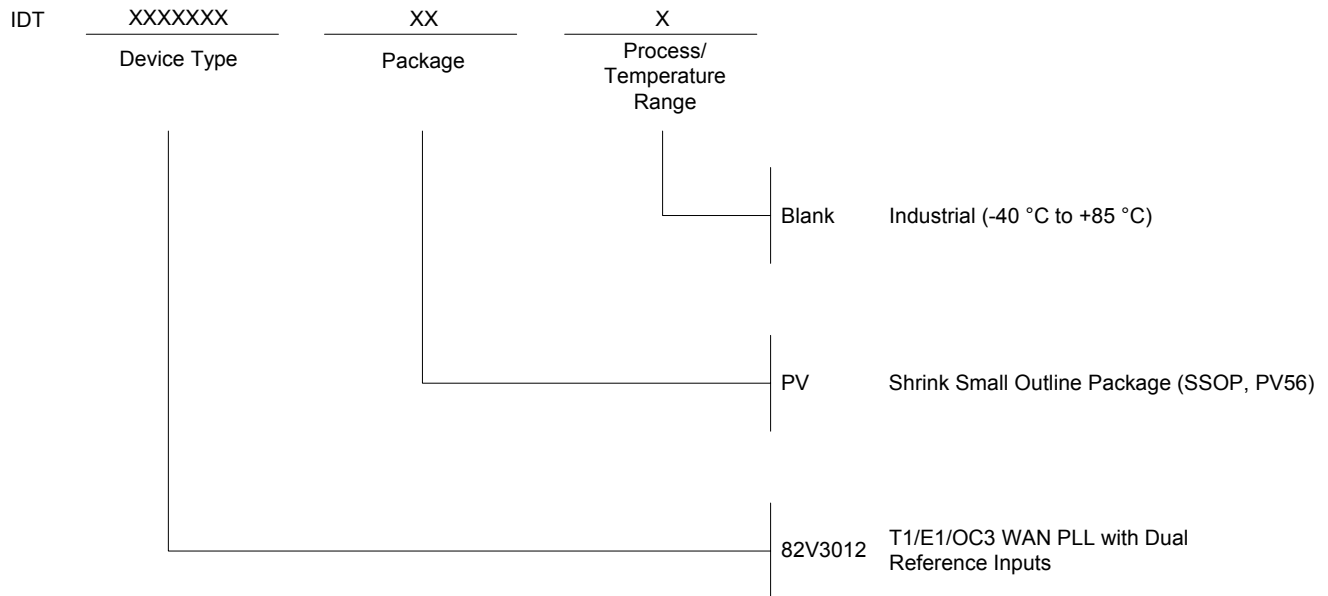 IDT XXXXXXX XX X
Device Type Package Process/
Temperature
Range
Blank Industrial (-40 °C to +85 °C)
PV Shrink Small Outline Package (SSOP, PV56)
82V3012 T1/E1/OC3 WAN PLL with Dual
Reference Inputs